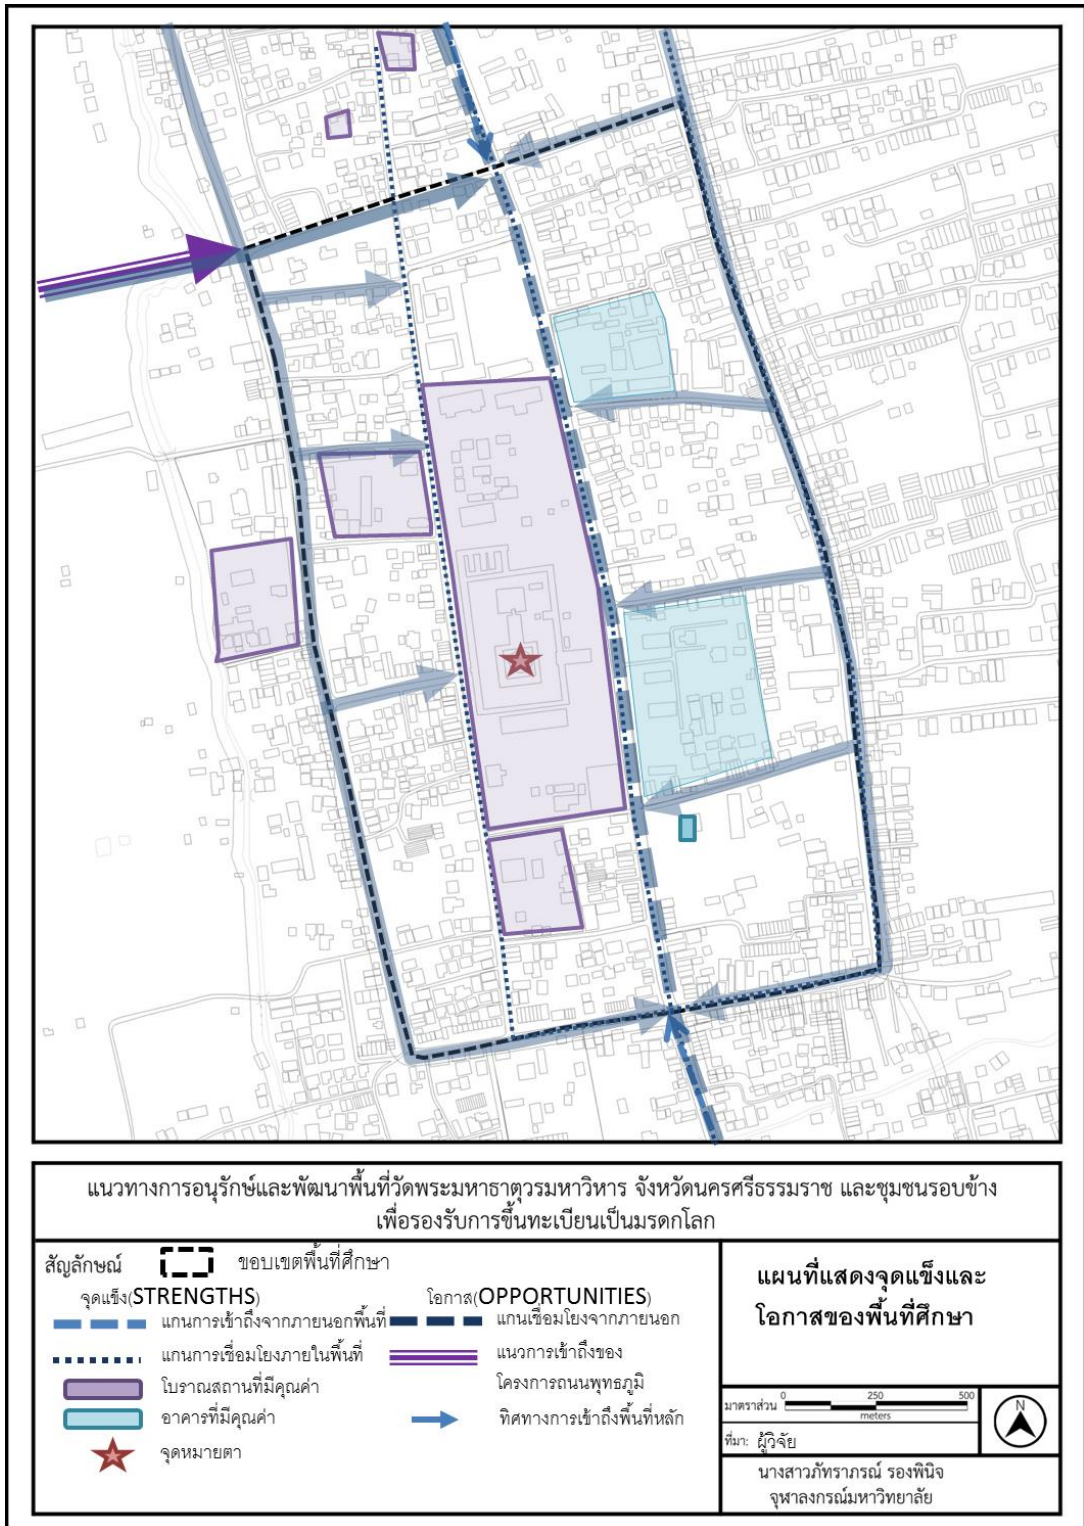 แนวทางการอนุรักษ์และพัฒนาพื้นที่วัดพระมหาธาตุวรมหาวิหาร จังหวัดนครศรีธรรมราช และชุมชนรอบข้าง
เพื่อรองรับการขึ้นทะเบียนเป็นมรดกโลก
สัญลักษณ์ ขอบเขตพื้นที่ศึกษา
จุดแข็ง(STRENGTHS)
แกนการเข้าถึงจากภายนอกพื้นที่
แกนการเชื่อมโยงภายในพื้นที่
โบราณสถานที่มีคุณค่า
อาคารที่มีคุณค่า
จุดหมายตา
โอกาส(OPPORTUNITIES)
แกนเชื่อมโยงจากภายนอก
แนวการเข้าถึงของ
โครงการถนนพุทธภูมิ
ทิศทางการเข้าถึงพื้นที่หลัก
แผนที่แสดงจุดแข็งและ
โอกาสของพื้นที่ศึกษา
มาตราส่วน 0 250 500
meters
N
ที่มา: ผู้วิจัย
นางสาวภัทราภรณ์ รองพินิจ
จุฬาลงกรณ์มหาวิทยาลัย